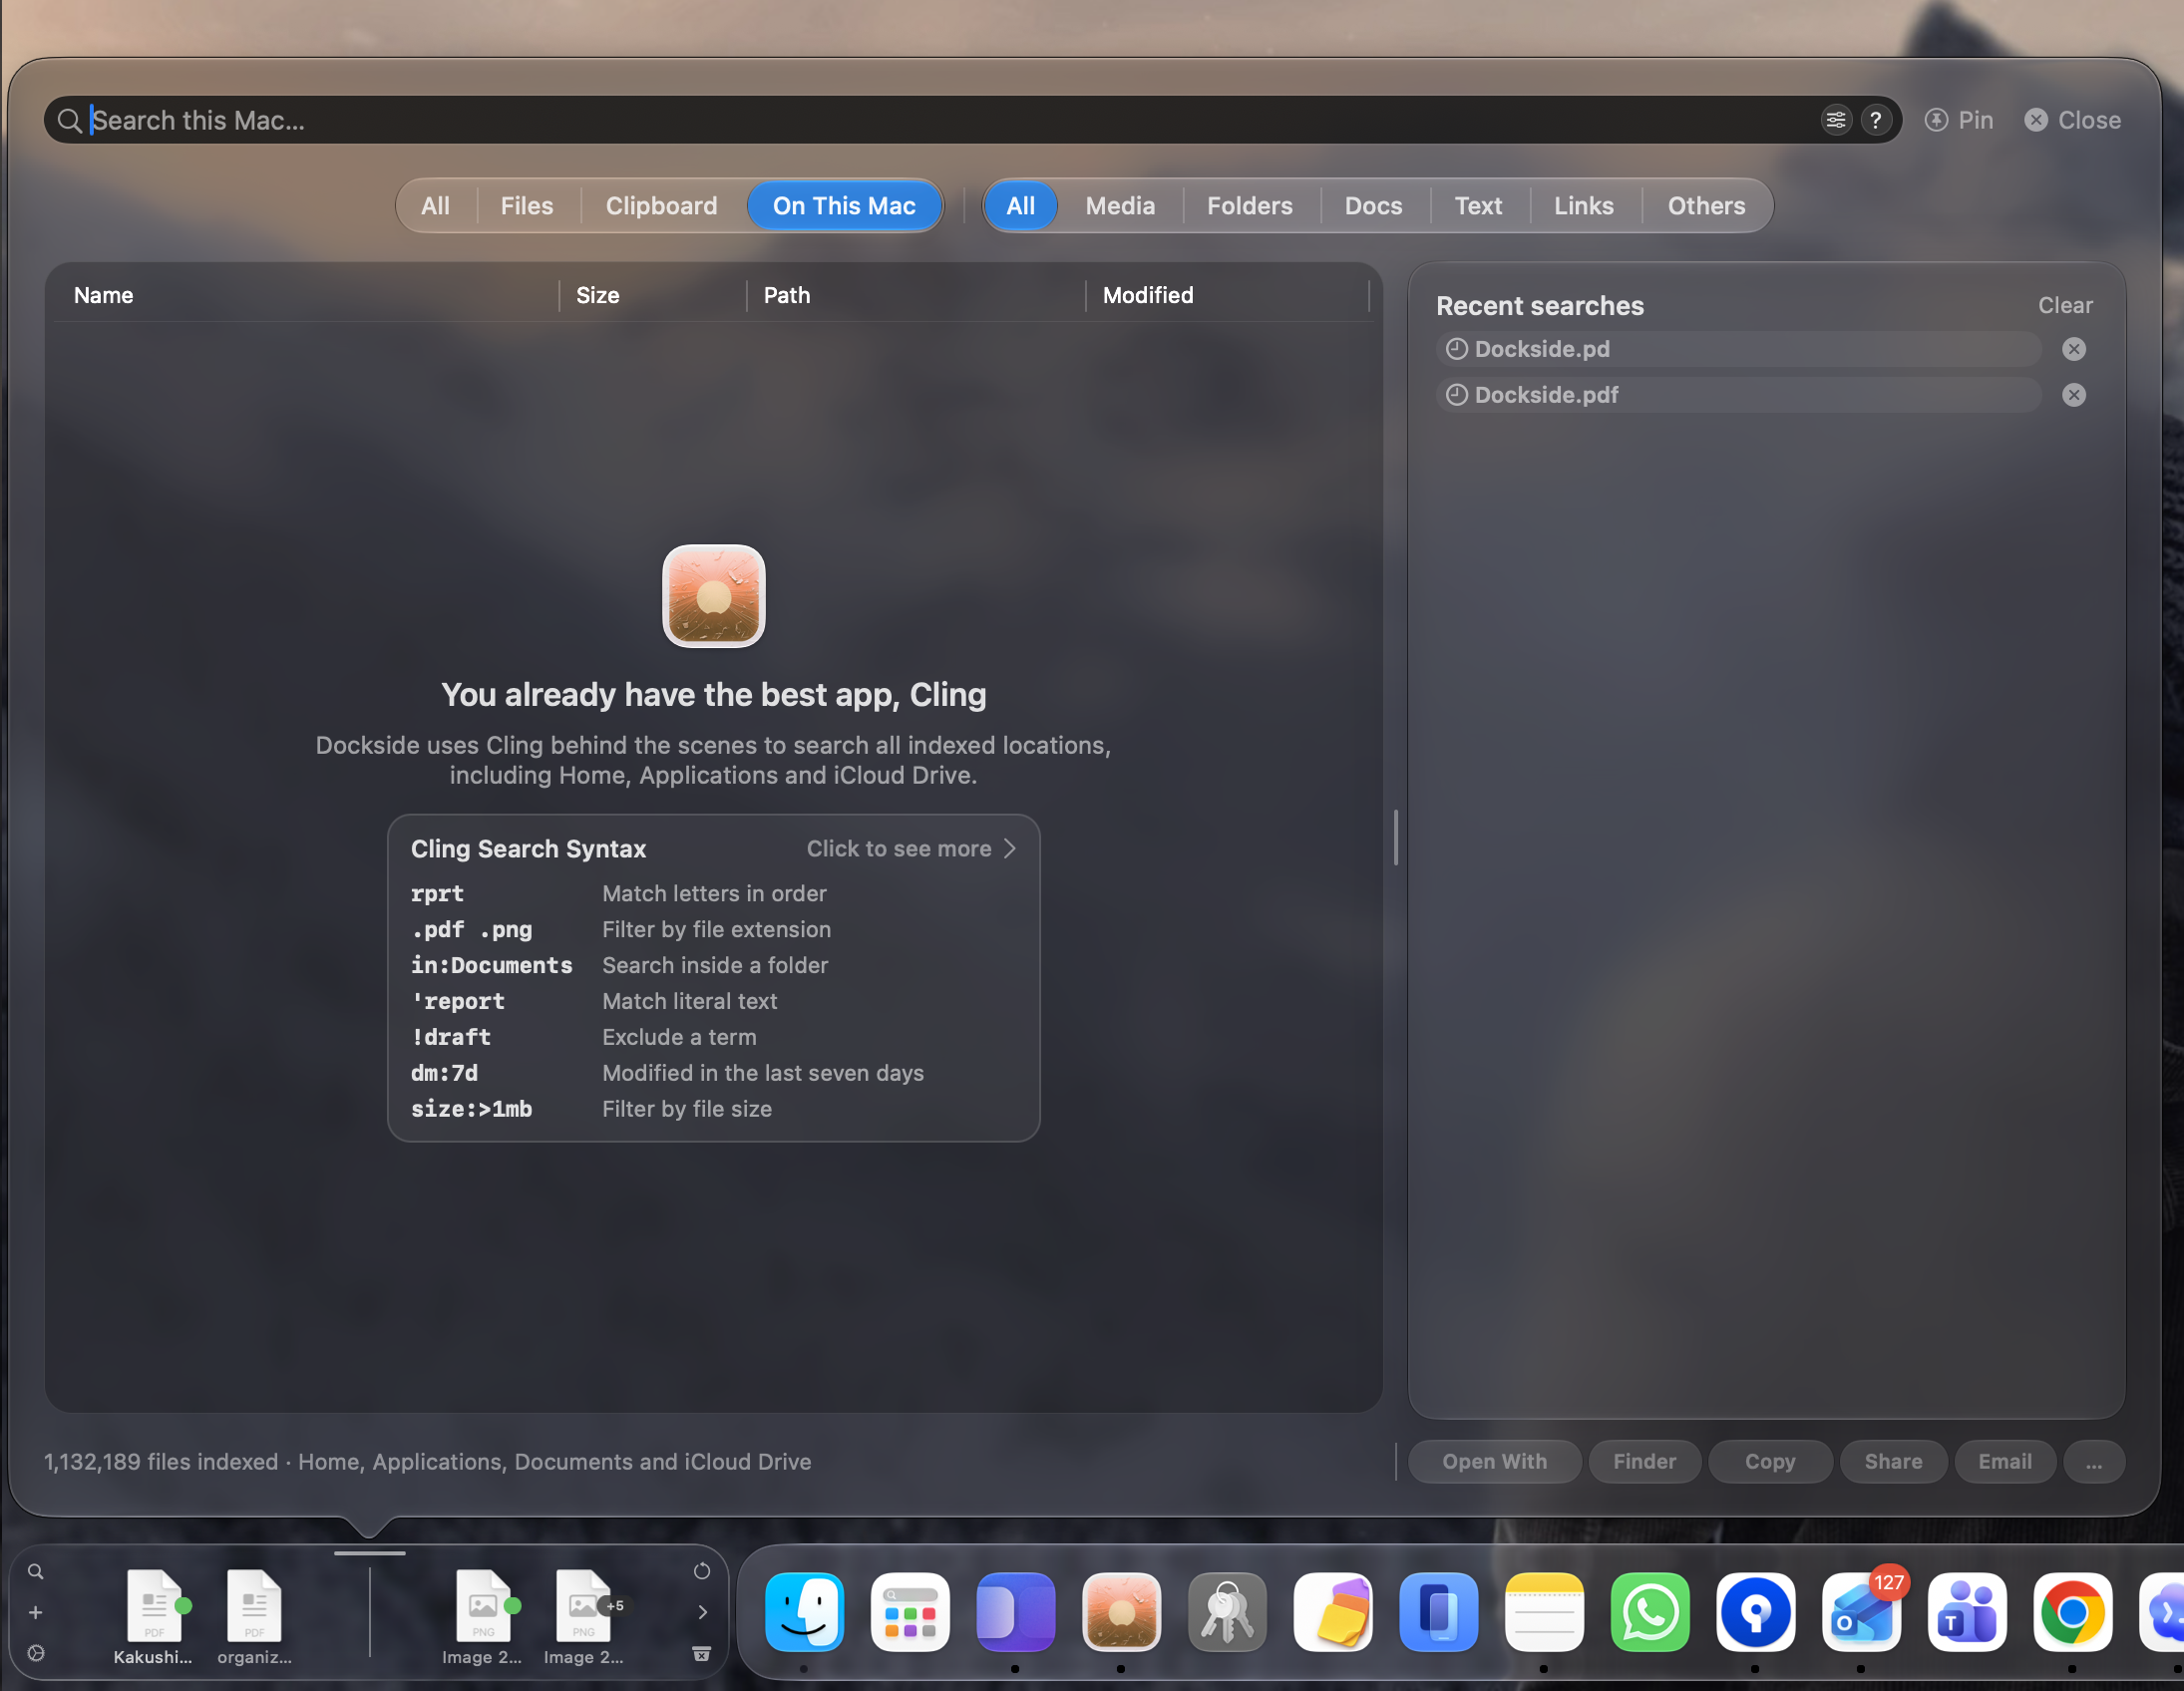 Search this Mac...
?
Pin
Close
All
Files
Clipboard
On This Mac
All
Media
Folders
Docs
Text
Links
Others
Name
Size
Path
Modified
Recent searches
Clear
Dockside.pd
Dockside.pdf
You already have the best app, Cling
Dockside uses Cling behind the scenes to search all indexed locations,
including Home, Applications and iCloud Drive.
Cling Search Syntax
Click to see more
rprt Match letters in order
.pdf .png Filter by file extension
in:Documents Search inside a folder
'report Match literal text
!draft Exclude a term
dm:7d Modified in the last seven days
size:>1mb Filter by file size
1,132,189 files indexed · Home, Applications, Documents and iCloud Drive
Open With
Finder
Copy
Share
Email
...
PDF
PDF
PNG
PNG
+5
Kakushi...
organiz...
Image 2...
Image 2...
127
O
T